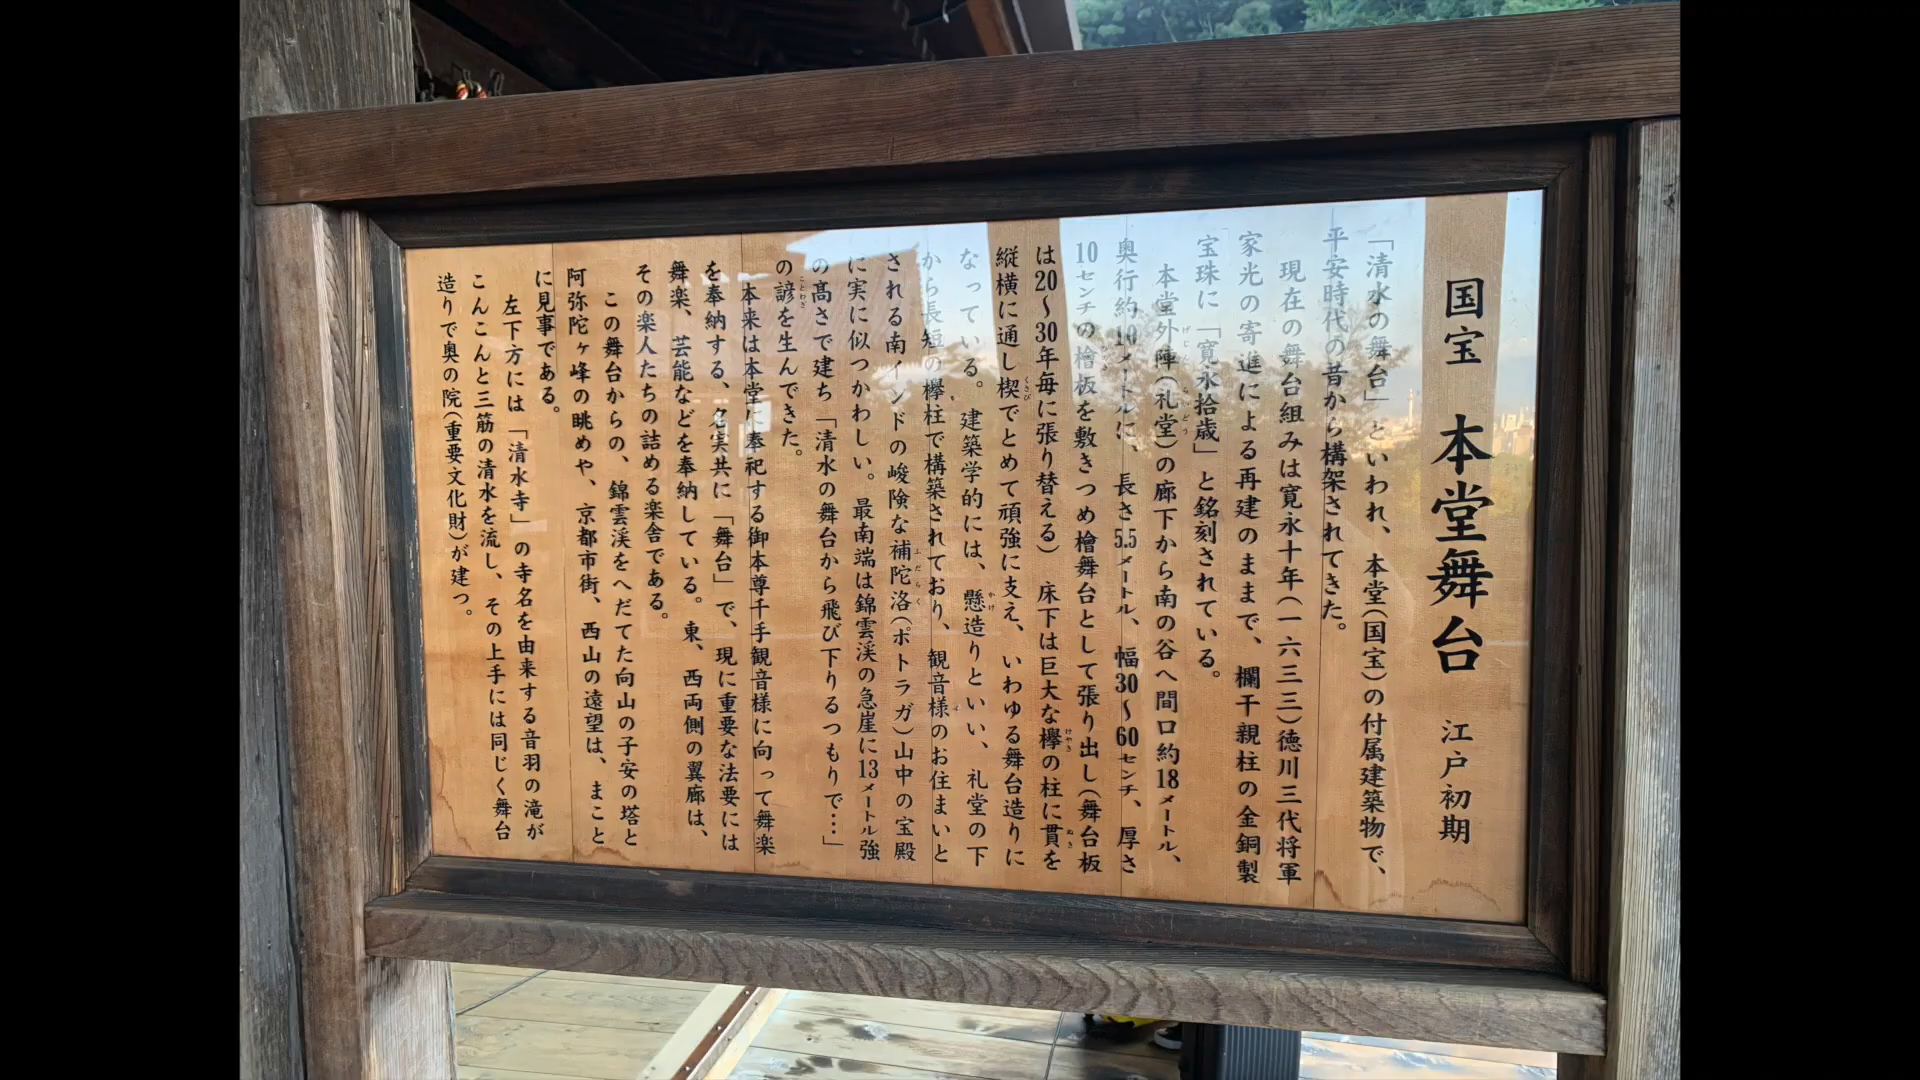 国宝 本堂舞台 江戸初期
「清水の舞台」といわれ、本堂(国宝)の付属建築物で、
平安時代の昔から構架されてきた。
現在の舞台組みは寛永十年(一六三三)徳川三代将軍
家光の寄進による再建のままで、欄干親柱の金銅製
宝珠に「寛永拾歳」と銘刻されている。
本堂外陣(礼堂)の廊下から南の谷へ間口約18メートル、
奥行約10メートルに、長さ5.5メートル、幅30〜60センチ、厚さ
10センチの檜板を敷きつめ檜舞台として張り出し(舞台板
は20〜30年毎に張り替える) 床下は巨大な欅の柱に貫を
縦横に通し楔でとめて頑強に支え、いわゆる舞台造りに
なっている。建築学的には、懸造りといい、礼堂の下
から長短の欅柱で構築されており、観音様のお住まいと
される南インドの峻険な補陀洛(ポトラガ)山中の宝殿
に実に似つかわしい。最南端は錦雲渓の急崖に13メートル強
の高さで建ち「清水の舞台から飛び下りるつもりで…」
の諺を生んできた。
本来は本堂に奉祀する御本尊千手観音様に向って舞楽
を奉納する、名実共に「舞台」で、現に重要な法要には
舞楽、芸能などを奉納している。東、西両側の翼廊は、
その楽人たちの詰める楽舎である。
この舞台からの、錦雲渓をへだてた向山の子安の塔と
阿弥陀ヶ峰の眺めや、京都市街、西山の遠望は、まこと
に見事である。
左下方には「清水寺」の寺名を由来する音羽の滝が
こんこんと三筋の清水を流し、その上手には同じく舞台
造りで奥の院(重要文化財)が建つ。